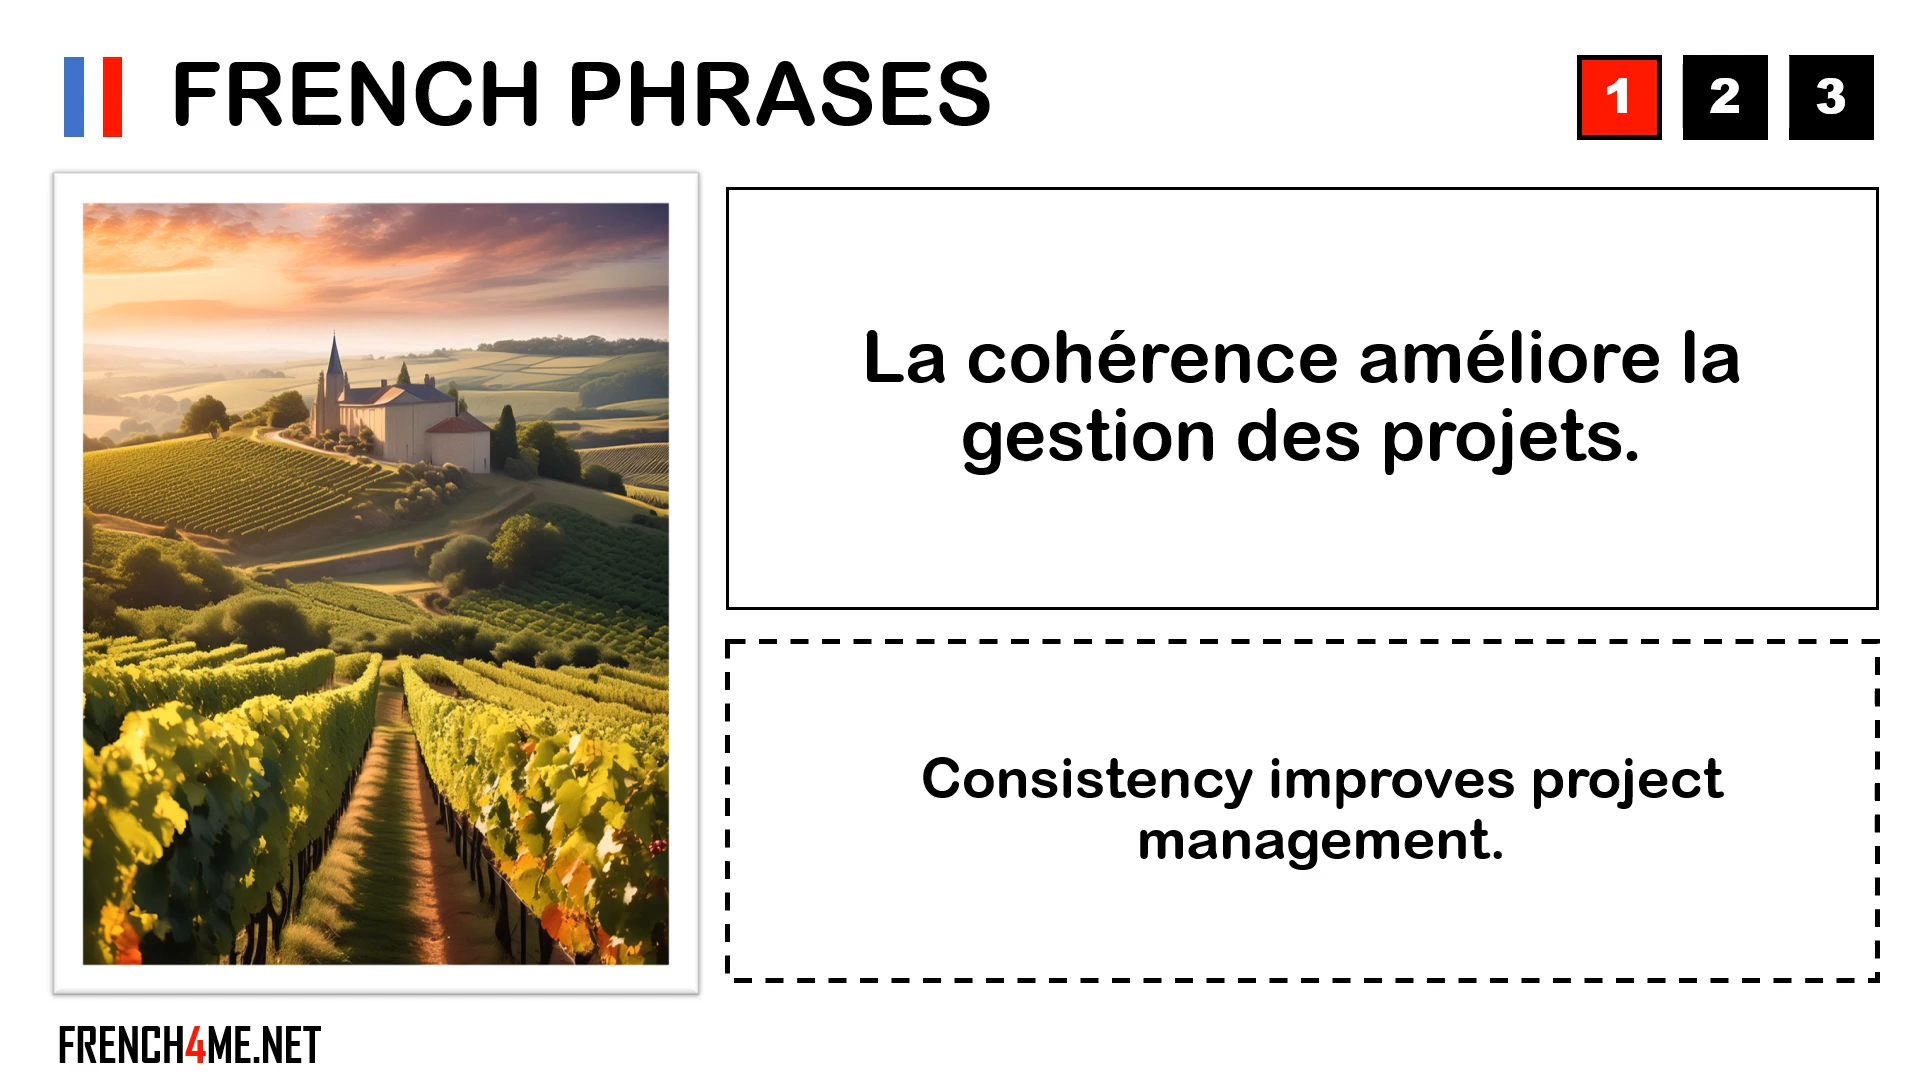 FRENCH PHRASES
1 2 3
La cohérence améliore la
gestion des projets.
Consistency improves project
management.
FRENCH4ME.NET